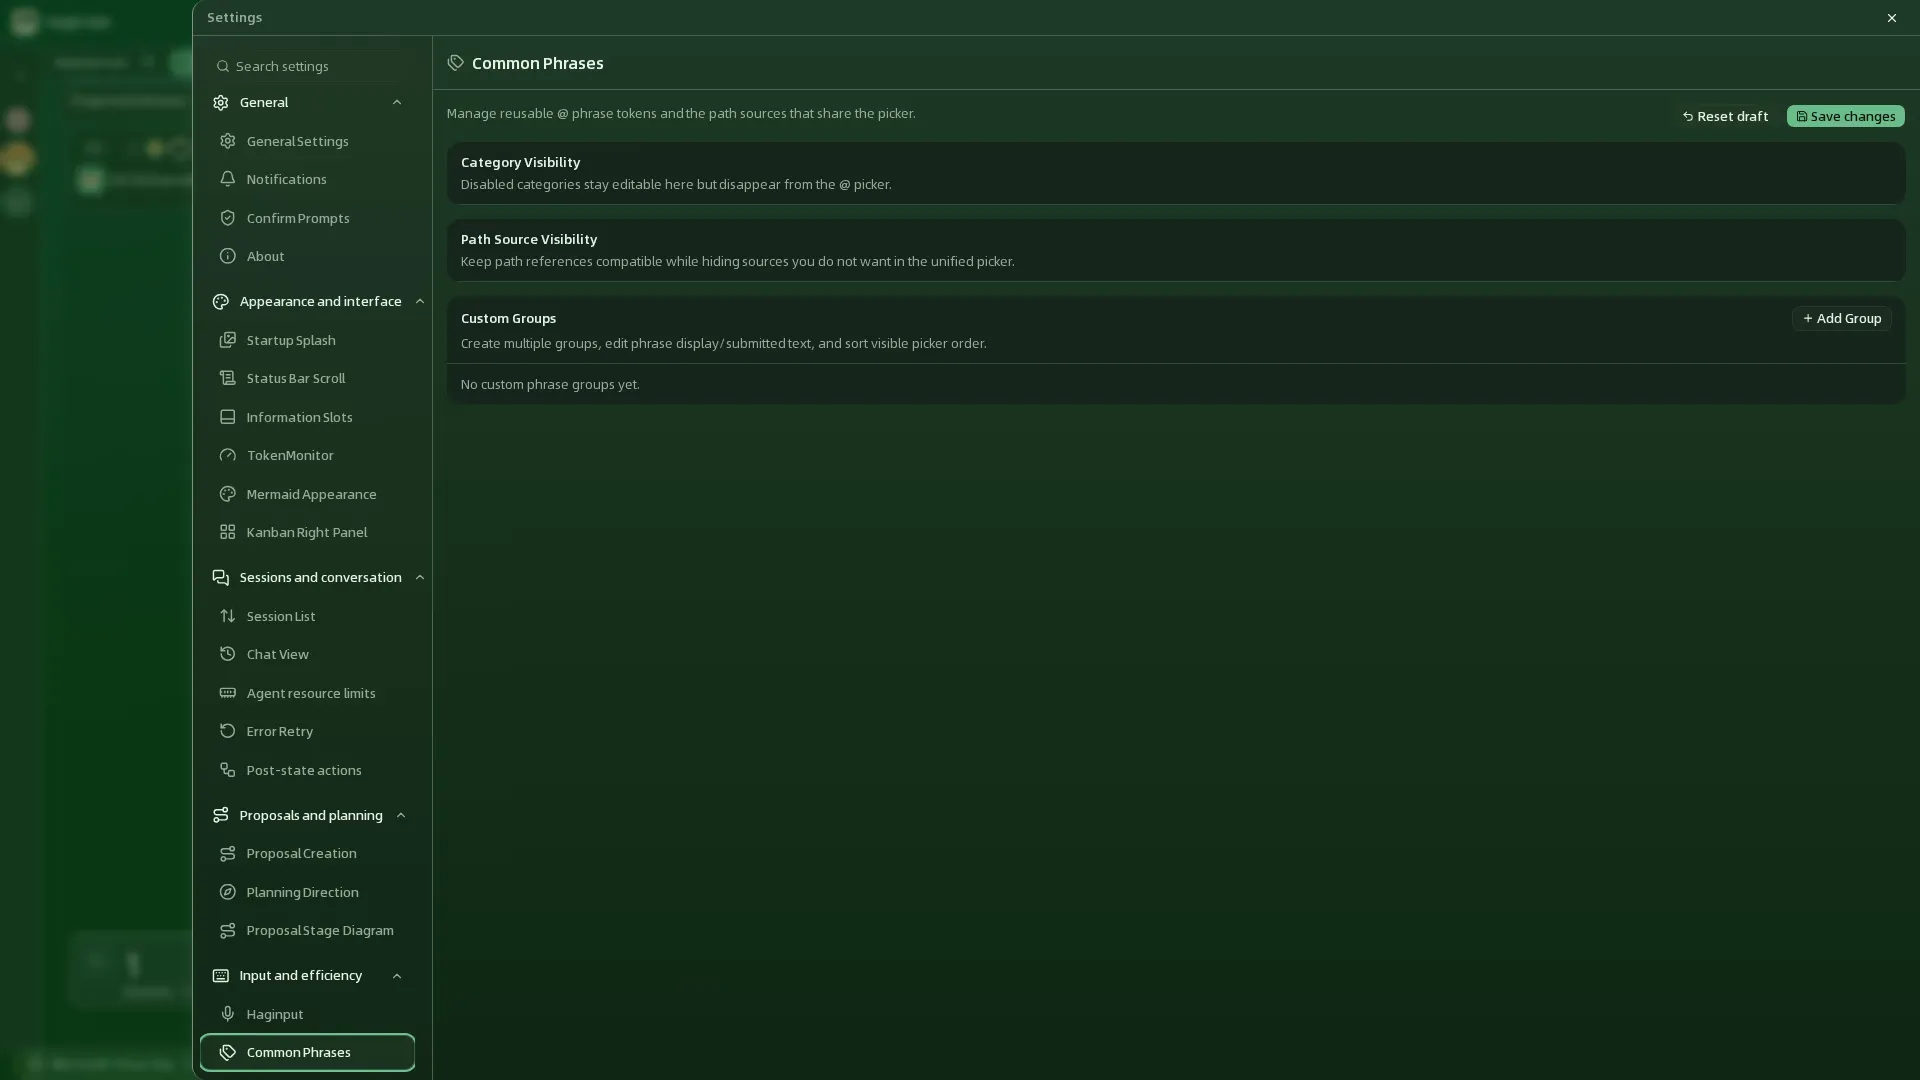 Settings
Search settings
General
General Settings
Notifications
Confirm Prompts
About
Appearance and interface
Startup Splash
Status Bar Scroll
Information Slots
TokenMonitor
Mermaid Appearance
Kanban Right Panel
Sessions and conversation
Session List
Chat View
Agent resource limits
Error Retry
Post-state actions
Proposals and planning
Proposal Creation
Planning Direction
Proposal Stage Diagram
Input and efficiency
Haginput
Common Phrases
Common Phrases
Manage reusable @ phrase tokens and the path sources that share the picker.
Reset draft
Save changes
Category Visibility
Disabled categories stay editable here but disappear from the @ picker.
Path Source Visibility
Keep path references compatible while hiding sources you do not want in the unified picker.
Custom Groups
+ Add Group
Create multiple groups, edit phrase display/submitted text, and sort visible picker order.
No custom phrase groups yet.